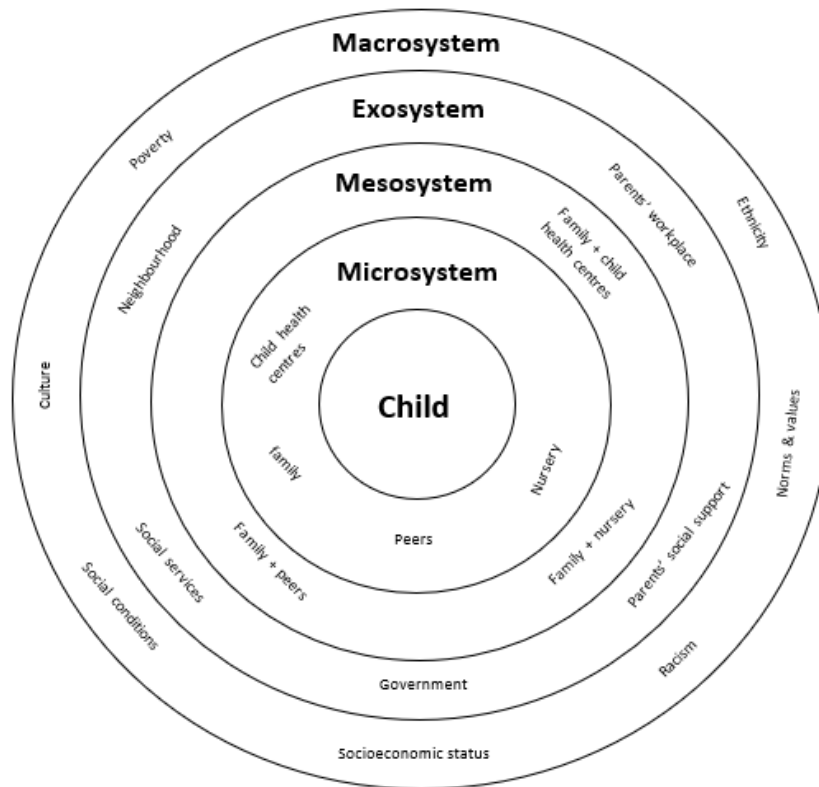 Macrosystem
Exosystem
Mesosystem
Microsystem
Child
Child health
centres
family
Peers
Nursery
Family + child
health centres
Family + peers
Family + nursery
Neighbourhood
Parents’ workplace
Social services
Parents’ social support
Government
Poverty
Ethnicity
culture
Norms & values
Social conditions
Racism
Socioeconomic status